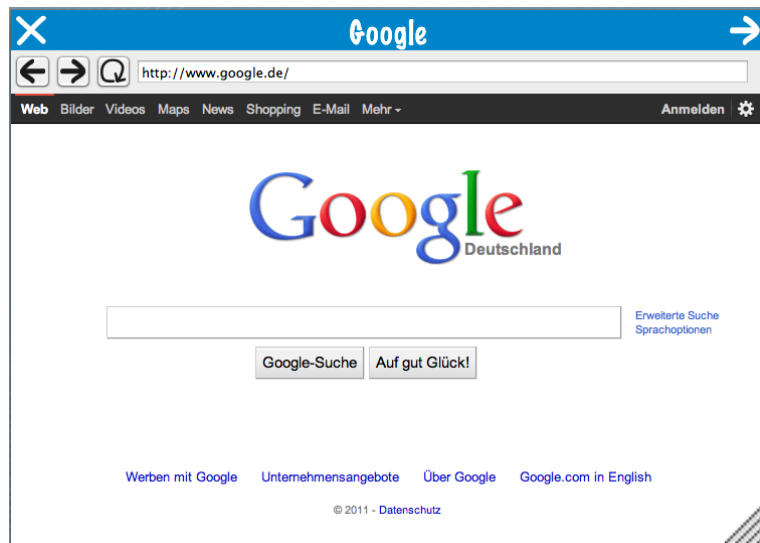 Google
http://www.google.de/
Web Bilder Videos Maps News Shopping E-Mail Mehr Anmelden
Google
Deutschland
Erweiterte Suche
Sprachoptionen
Google-Suche Auf gut Glück!
Werben mit Google Unternehmensangebote Über Google Google.com in English
© 2011 - Datenschutz